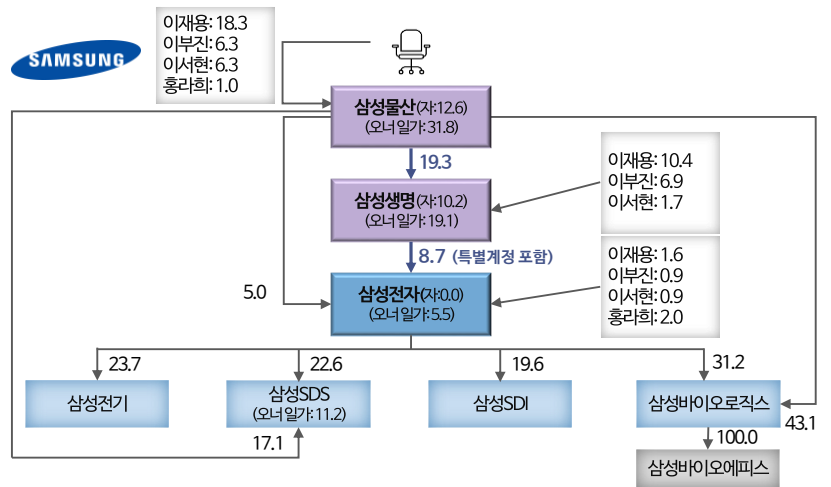 SAMSUNG
이재용: 18.3
이부진: 6.3
이서현: 6.3
홍라희: 1.0
삼성물산(자:12.6)
(오너 일가: 31.8)
19.3
이재용: 10.4
이부진: 6.9
이서현: 1.7
삼성생명(자:10.2)
(오너 일가: 19.1)
8.7 (특별계정 포함)
이재용: 1.6
이부진: 0.9
이서현: 0.9
홍라희: 2.0
5.0
삼성전자(자:0.0)
(오너 일가: 5.5)
23.7
22.6
19.6
31.2
삼성전기
삼성SDS
(오너 일가: 11.2)
삼성SDI
삼성바이오로직스
43.1
17.1
100.0
삼성바이오에피스